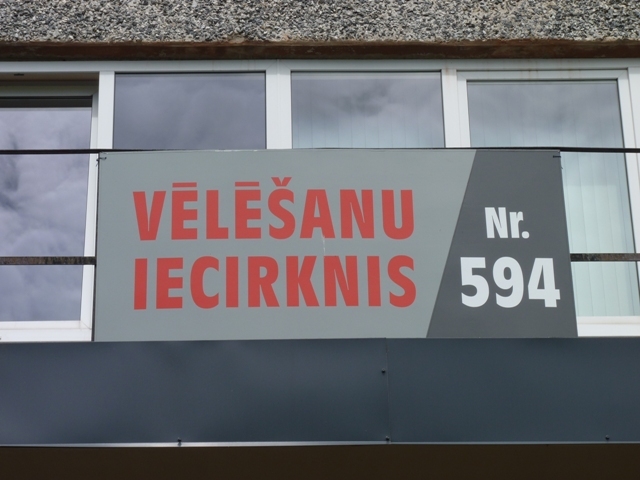 VĒLĒŠANU
IECIRKNIS
Nr.
594